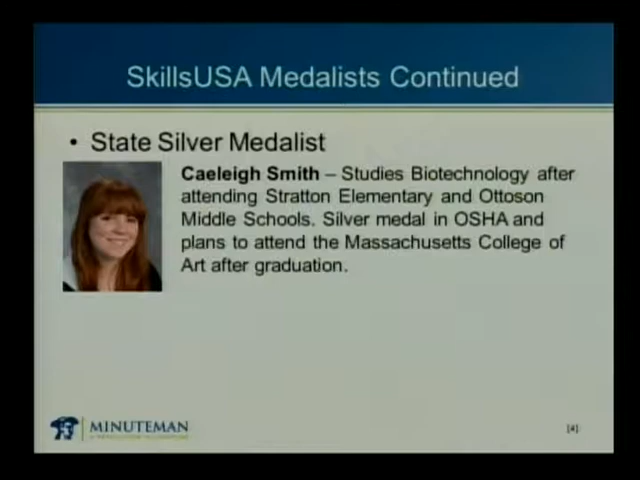 SkillsUSA Medalists Continued
• State Silver Medalist
Caeleigh Smith – Studies Biotechnology after
attending Stratton Elementary and Ottoson
Middle Schools. Silver medal in OSHA and
plans to attend the Massachusetts College of
Art after graduation.
MINUTEMAN
[4]